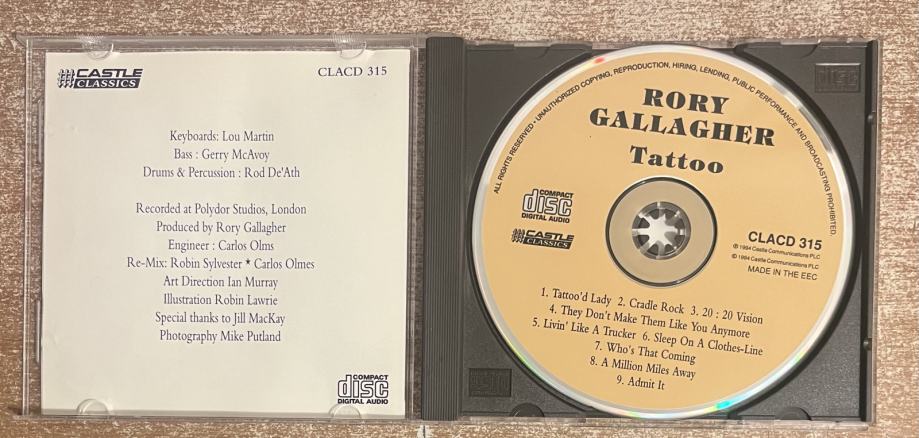 CASTLE
CLASSICS
CLACD 315
Keyboards: Lou Martin
Bass : Gerry McAvoy
Drums & Percussion : Rod De'Ath
Recorded at Polydor Studios, London
Produced by Rory Gallagher
Engineer : Carlos Olms
Re-Mix: Robin Sylvester * Carlos Olmes
Art Direction Ian Murray
Illustration Robin Lawrie
Special thanks to Jill MacKay
Photography Mike Putland
COMPACT
disc
DIGITAL AUDIO
ALL RIGHTS RESERVED • UNAUTHORIZED COPYING, REPRODUCTION, HIRING, LENDING, PUBLIC PERFORMANCE AND BROADCASTING PROHIBITED.
RORY
GALLAGHER
Tattoo
COMPACT
disc
DIGITAL AUDIO
CASTLE
CLASSICS
CLACD 315
℗ 1994 Castle Communications PLC
© 1994 Castle Communications PLC
MADE IN THE EEC
1. Tattoo'd Lady 2. Cradle Rock 3. 20 : 20 Vision
4. They Don't Make Them Like You Anymore
5. Livin' Like A Trucker 6. Sleep On A Clothes-Line
7. Who's That Coming
8. A Million Miles Away
9. Admit It